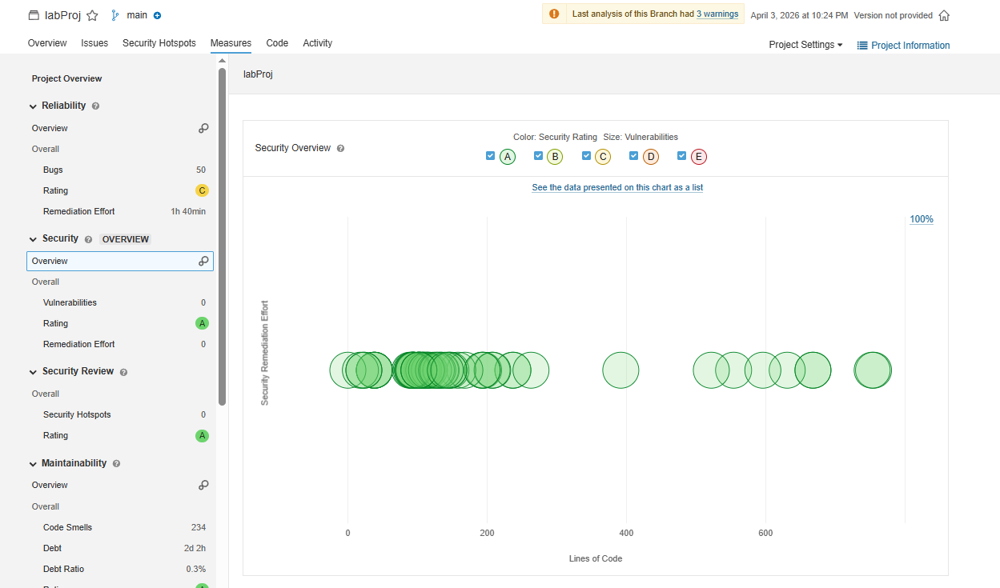 labProj main
Last analysis of this Branch had 3 warnings April 3, 2026 at 10:24 PM Version not provided
Overview Issues Security Hotspots Measures Code Activity Project Settings Project Information
Project Overview
Reliability
Overview
Overall
Bugs 50
Rating C
Remediation Effort 1h 40min
Security OVERVIEW
Overview
Overall
Vulnerabilities 0
Rating A
Remediation Effort 0
Security Review
Overall
Security Hotspots 0
Rating A
Maintainability
Overview
Overall
Code Smells 234
Debt 2d 2h
Debt Ratio 0.3%
labProj
Security Overview
Color: Security Rating Size: Vulnerabilities
A B C D E
See the data presented on this chart as a list
100%
Security Remediation Effort
0 200 400 600
Lines of Code